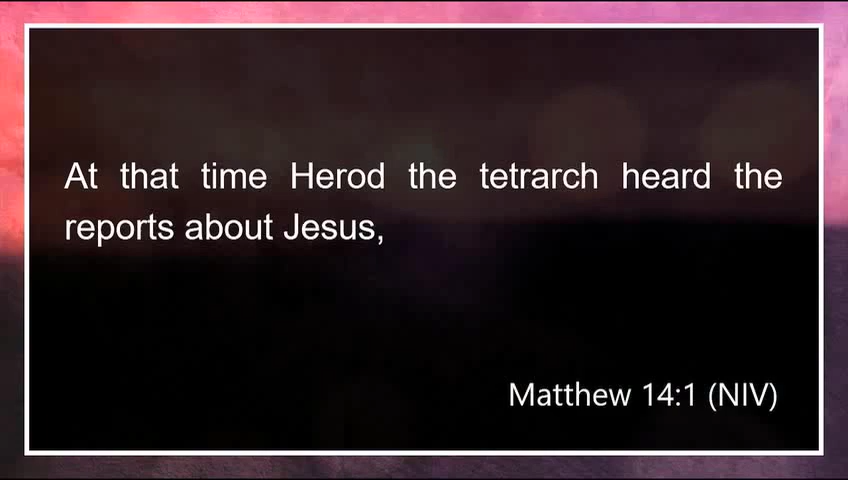 At that time Herod the tetrarch heard the
reports about Jesus,
Matthew 14:1 (NIV)